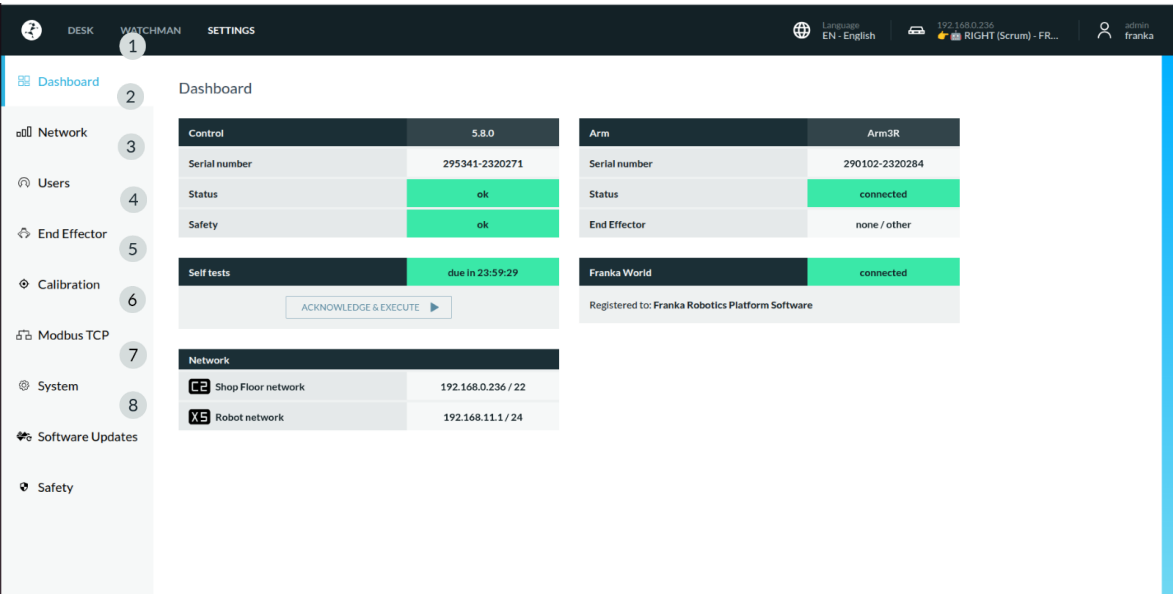 DESK WATCHMAN SETTINGS
Language
EN - English
192.168.0.236
👉🤖 RIGHT (Scrum) - FR...
admin
franka
1
Dashboard
2
Network
3
Users
4
End Effector
5
Calibration
6
Modbus TCP
7
System
8
Software Updates
Safety
Dashboard
Control 5.8.0
Serial number 295341-2320271
Status ok
Safety ok
Arm Arm3R
Serial number 290102-2320284
Status connected
End Effector none / other
Self tests due in 23:59:29
ACKNOWLEDGE & EXECUTE
Franka World connected
Registered to: Franka Robotics Platform Software
Network
C2 Shop Floor network 192.168.0.236 / 22
X5 Robot network 192.168.11.1 / 24